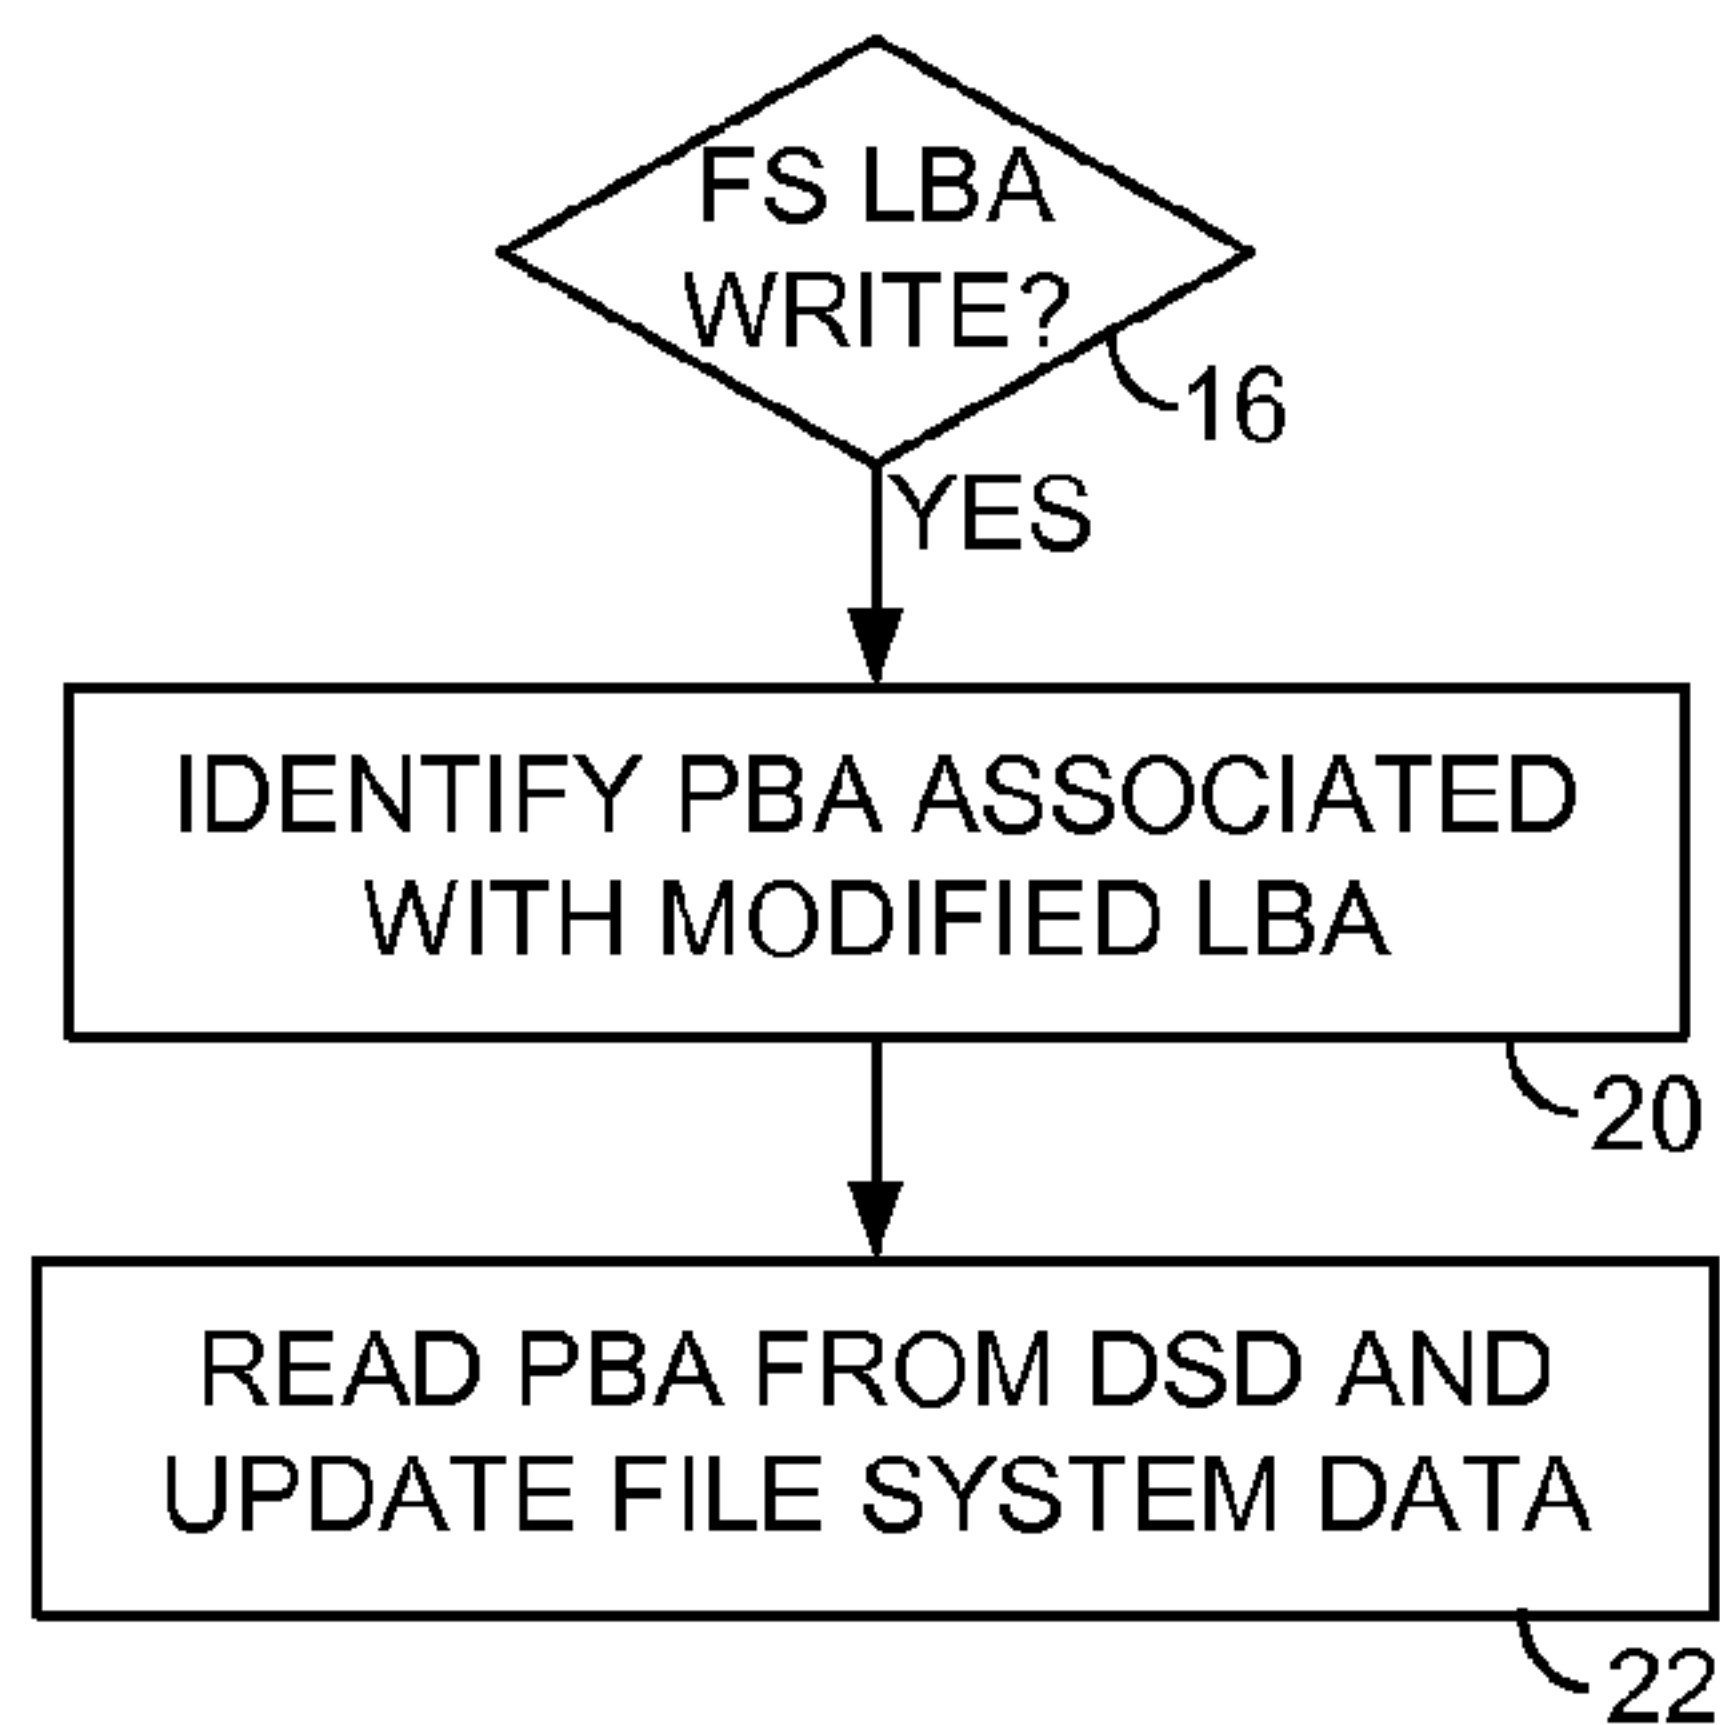 FS LBA
WRITE?
16
YES
IDENTIFY PBA ASSOCIATED
WITH MODIFIED LBA
20
READ PBA FROM DSD AND
UPDATE FILE SYSTEM DATA
22